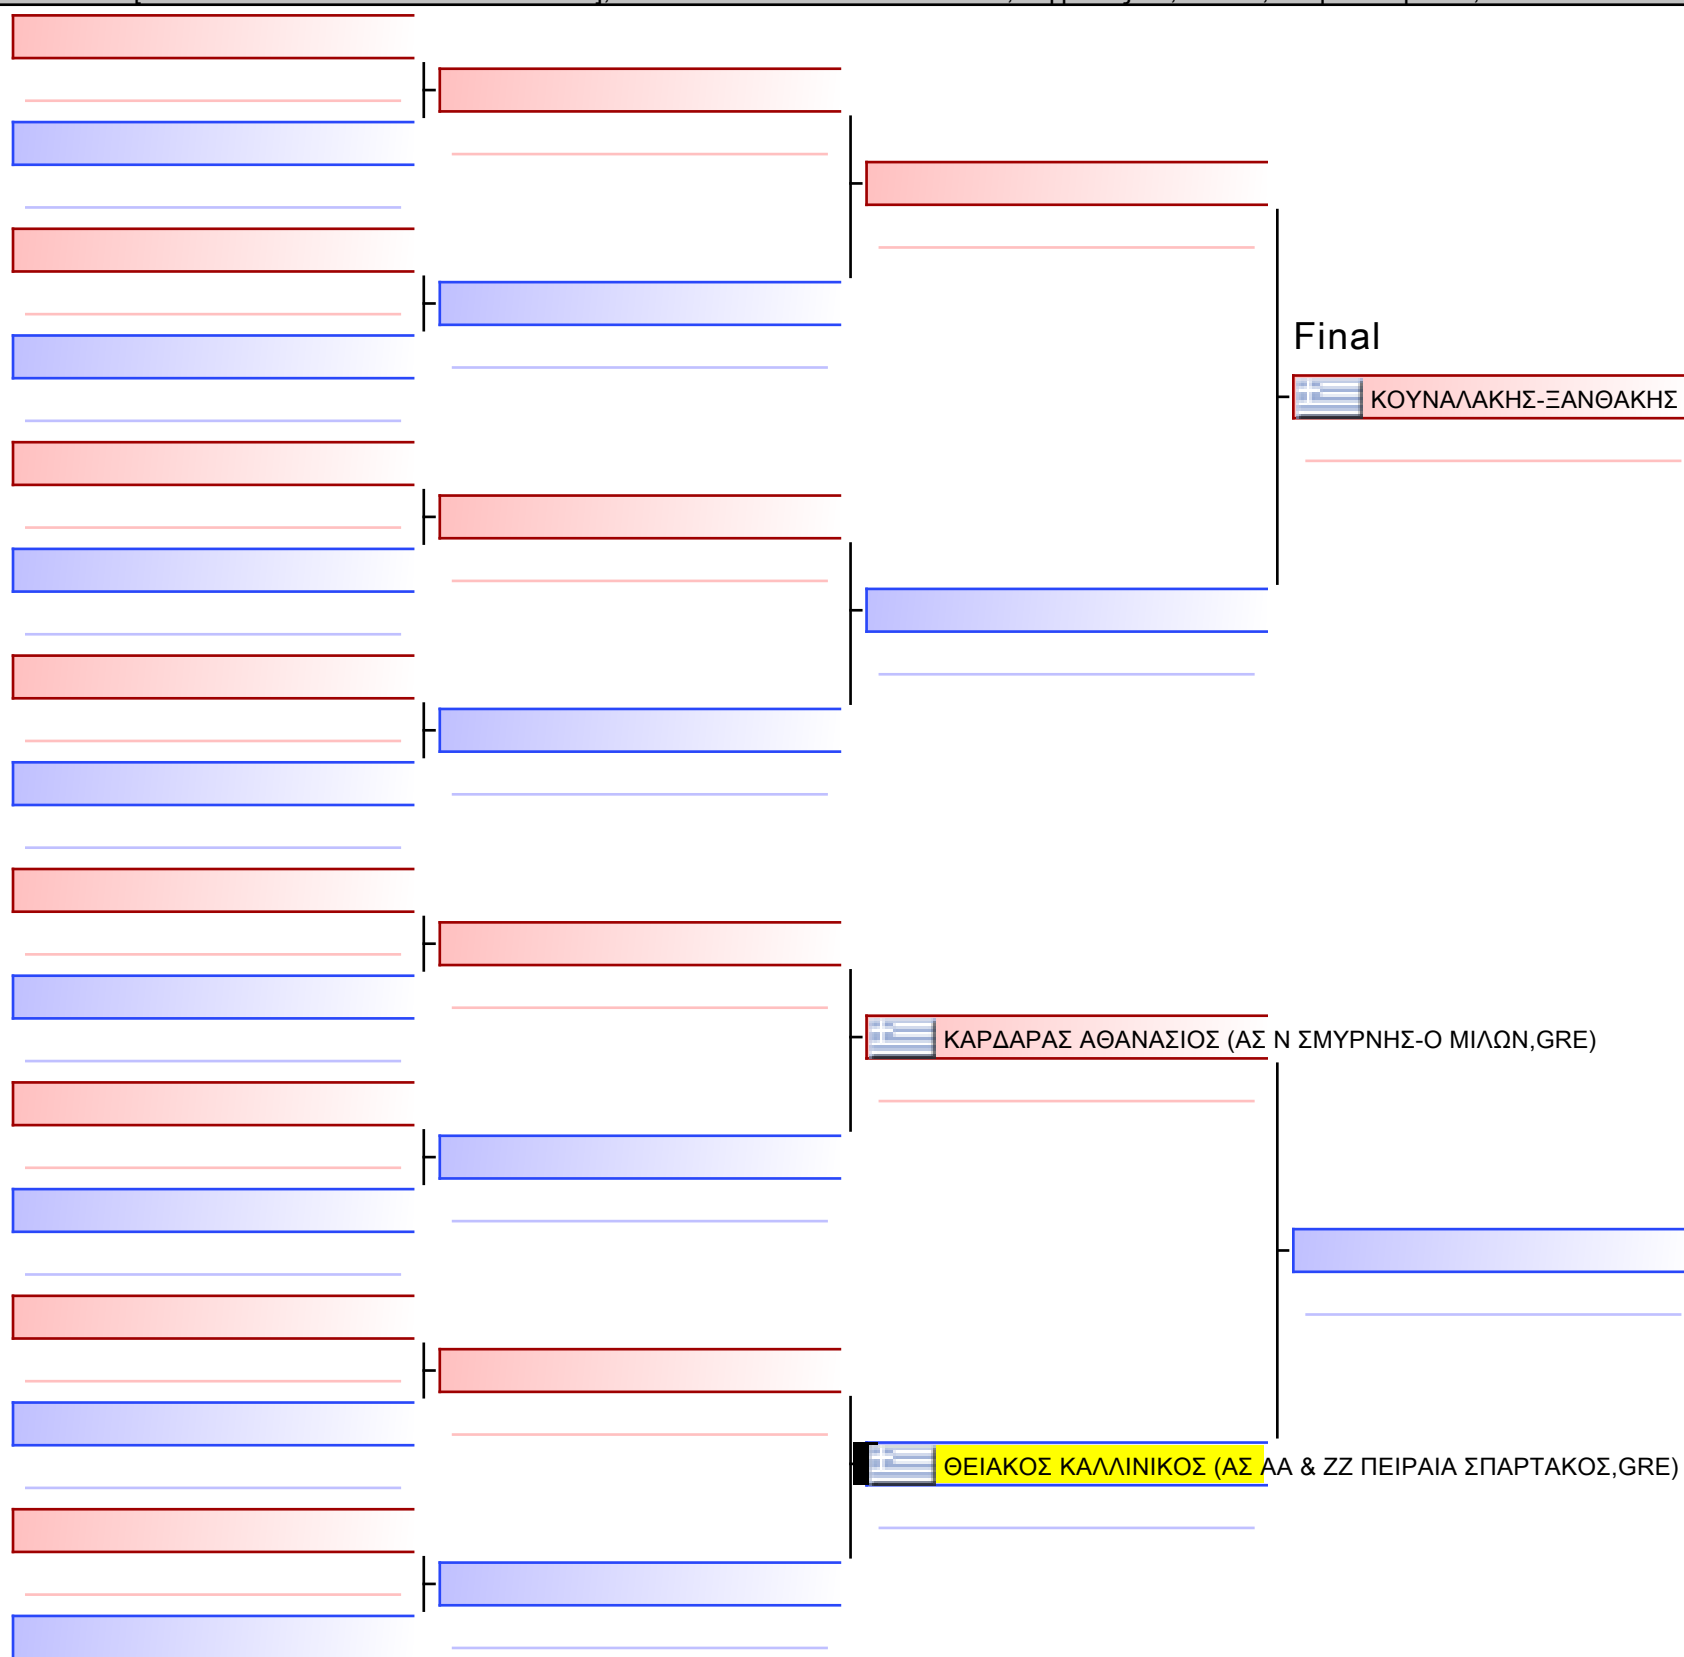 Final
ΚΟΥΝΑΛΑΚΗΣ-ΞΑΝΘΑΚΗΣ
ΚΑΡΔΑΡΑΣ ΑΘΑΝΑΣΙΟΣ (ΑΣ Ν ΣΜΥΡΝΗΣ-Ο ΜΙΛΩΝ,GRE)
ΘΕΙΑΚΟΣ ΚΑΛΛΙΝΙΚΟΣ (ΑΣ ΑΑ & ΖΖ ΠΕΙΡΑΙΑ ΣΠΑΡΤΑΚΟΣ,GRE)